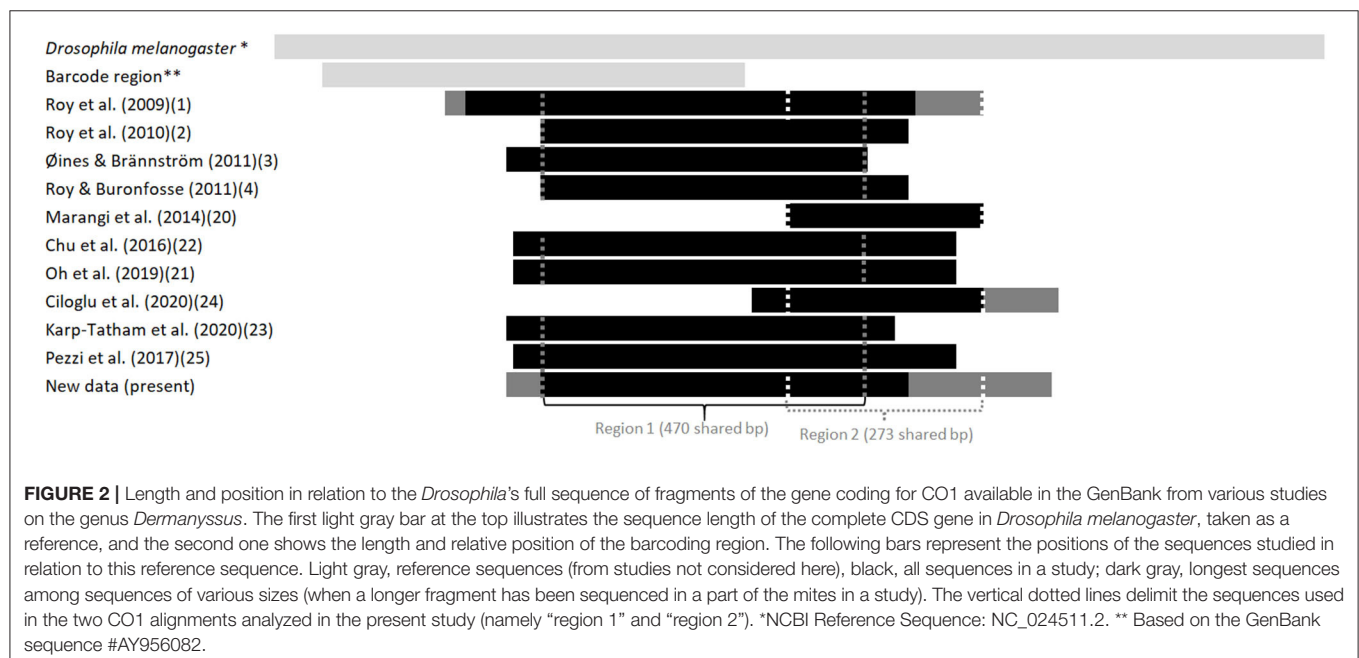 Drosophila melanogaster *
Barcode region**
Roy et al. (2009)(1)
Roy et al. (2010)(2)
Øines & Brännström (2011)(3)
Roy & Buronfosse (2011)(4)
Marangi et al. (2014)(20)
Chu et al. (2016)(22)
Oh et al. (2019)(21)
Ciloglu et al. (2020)(24)
Karp-Tatham et al. (2020)(23)
Pezzi et al. (2017)(25)
New data (present)
Region 1 (470 shared bp)
Region 2 (273 shared bp)
FIGURE 2 | Length and position in relation to the Drosophila's full sequence of fragments of the gene coding for CO1 available in the GenBank from various studies
on the genus Dermanyssus. The first light gray bar at the top illustrates the sequence length of the complete CDS gene in Drosophila melanogaster, taken as a
reference, and the second one shows the length and relative position of the barcoding region. The following bars represent the positions of the sequences studied in
relation to this reference sequence. Light gray, reference sequences (from studies not considered here), black, all sequences in a study; dark gray, longest sequences
among sequences of various sizes (when a longer fragment has been sequenced in a part of the mites in a study). The vertical dotted lines delimit the sequences used
in the two CO1 alignments analyzed in the present study (namely "region 1" and "region 2"). *NCBI Reference Sequence: NC_024511.2. ** Based on the GenBank
sequence #AY956082.